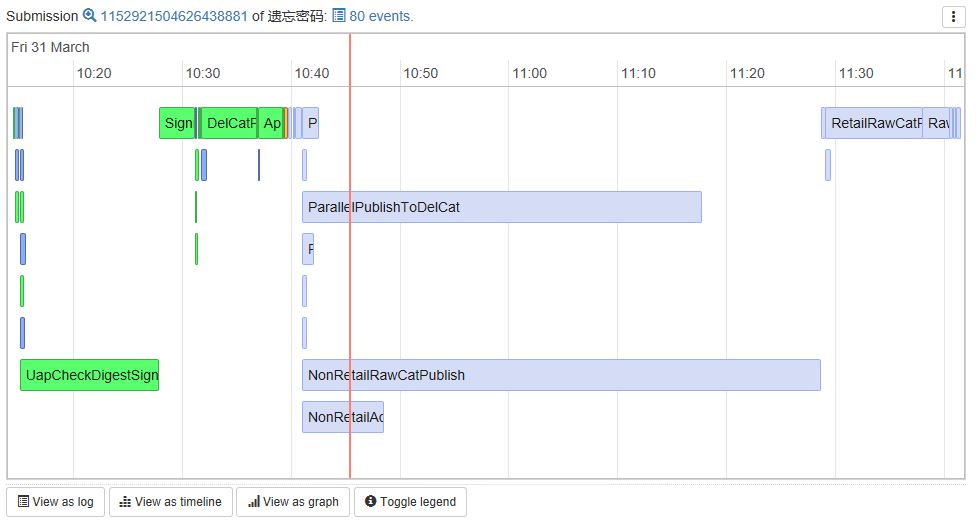 Submission 1152921504626438881 of 遗忘密码: 80 events.
Fri 31 March
10:20 10:30 10:40 10:50 11:00 11:10 11:20 11:30 11
Sign DelCatF Ap P RetailRawCatF Rav
ParallelPublishToDelCat
F
UapCheckDigestSign NonRetailRawCatPublish
NonRetailAc
View as log View as timeline View as graph Toggle legend